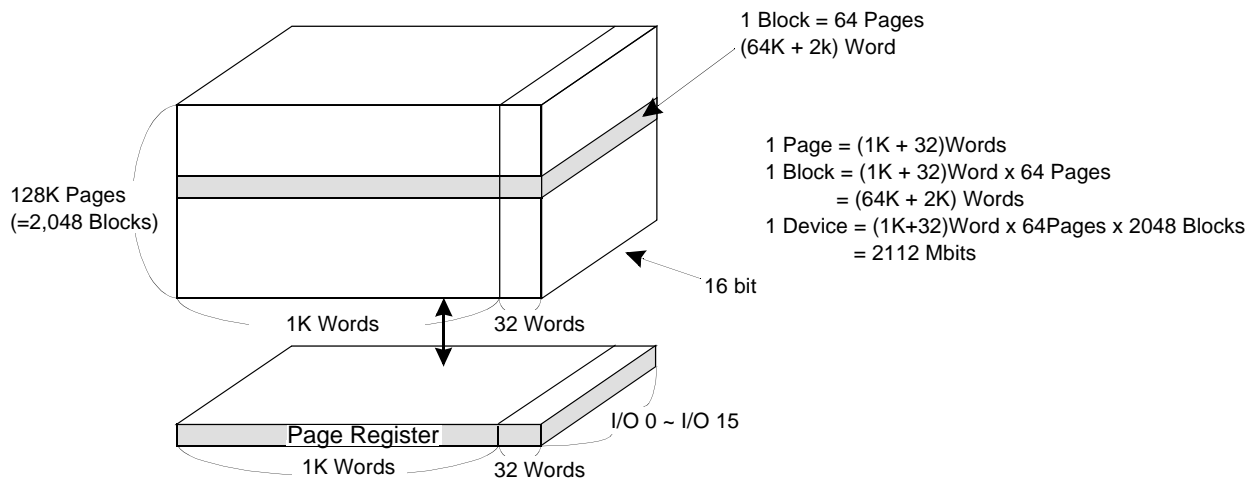 1 Block = 64 Pages
(64K + 2k) Word
128K Pages
(=2,048 Blocks)
1 Page = (1K + 32)Words
1 Block = (1K + 32)Word x 64 Pages
= (64K + 2K) Words
1 Device = (1K+32)Word x 64Pages x 2048 Blocks
= 2112 Mbits
16 bit
1K Words
32 Words
I/O 0 ~ I/O 15
Page Register
1K Words
32 Words